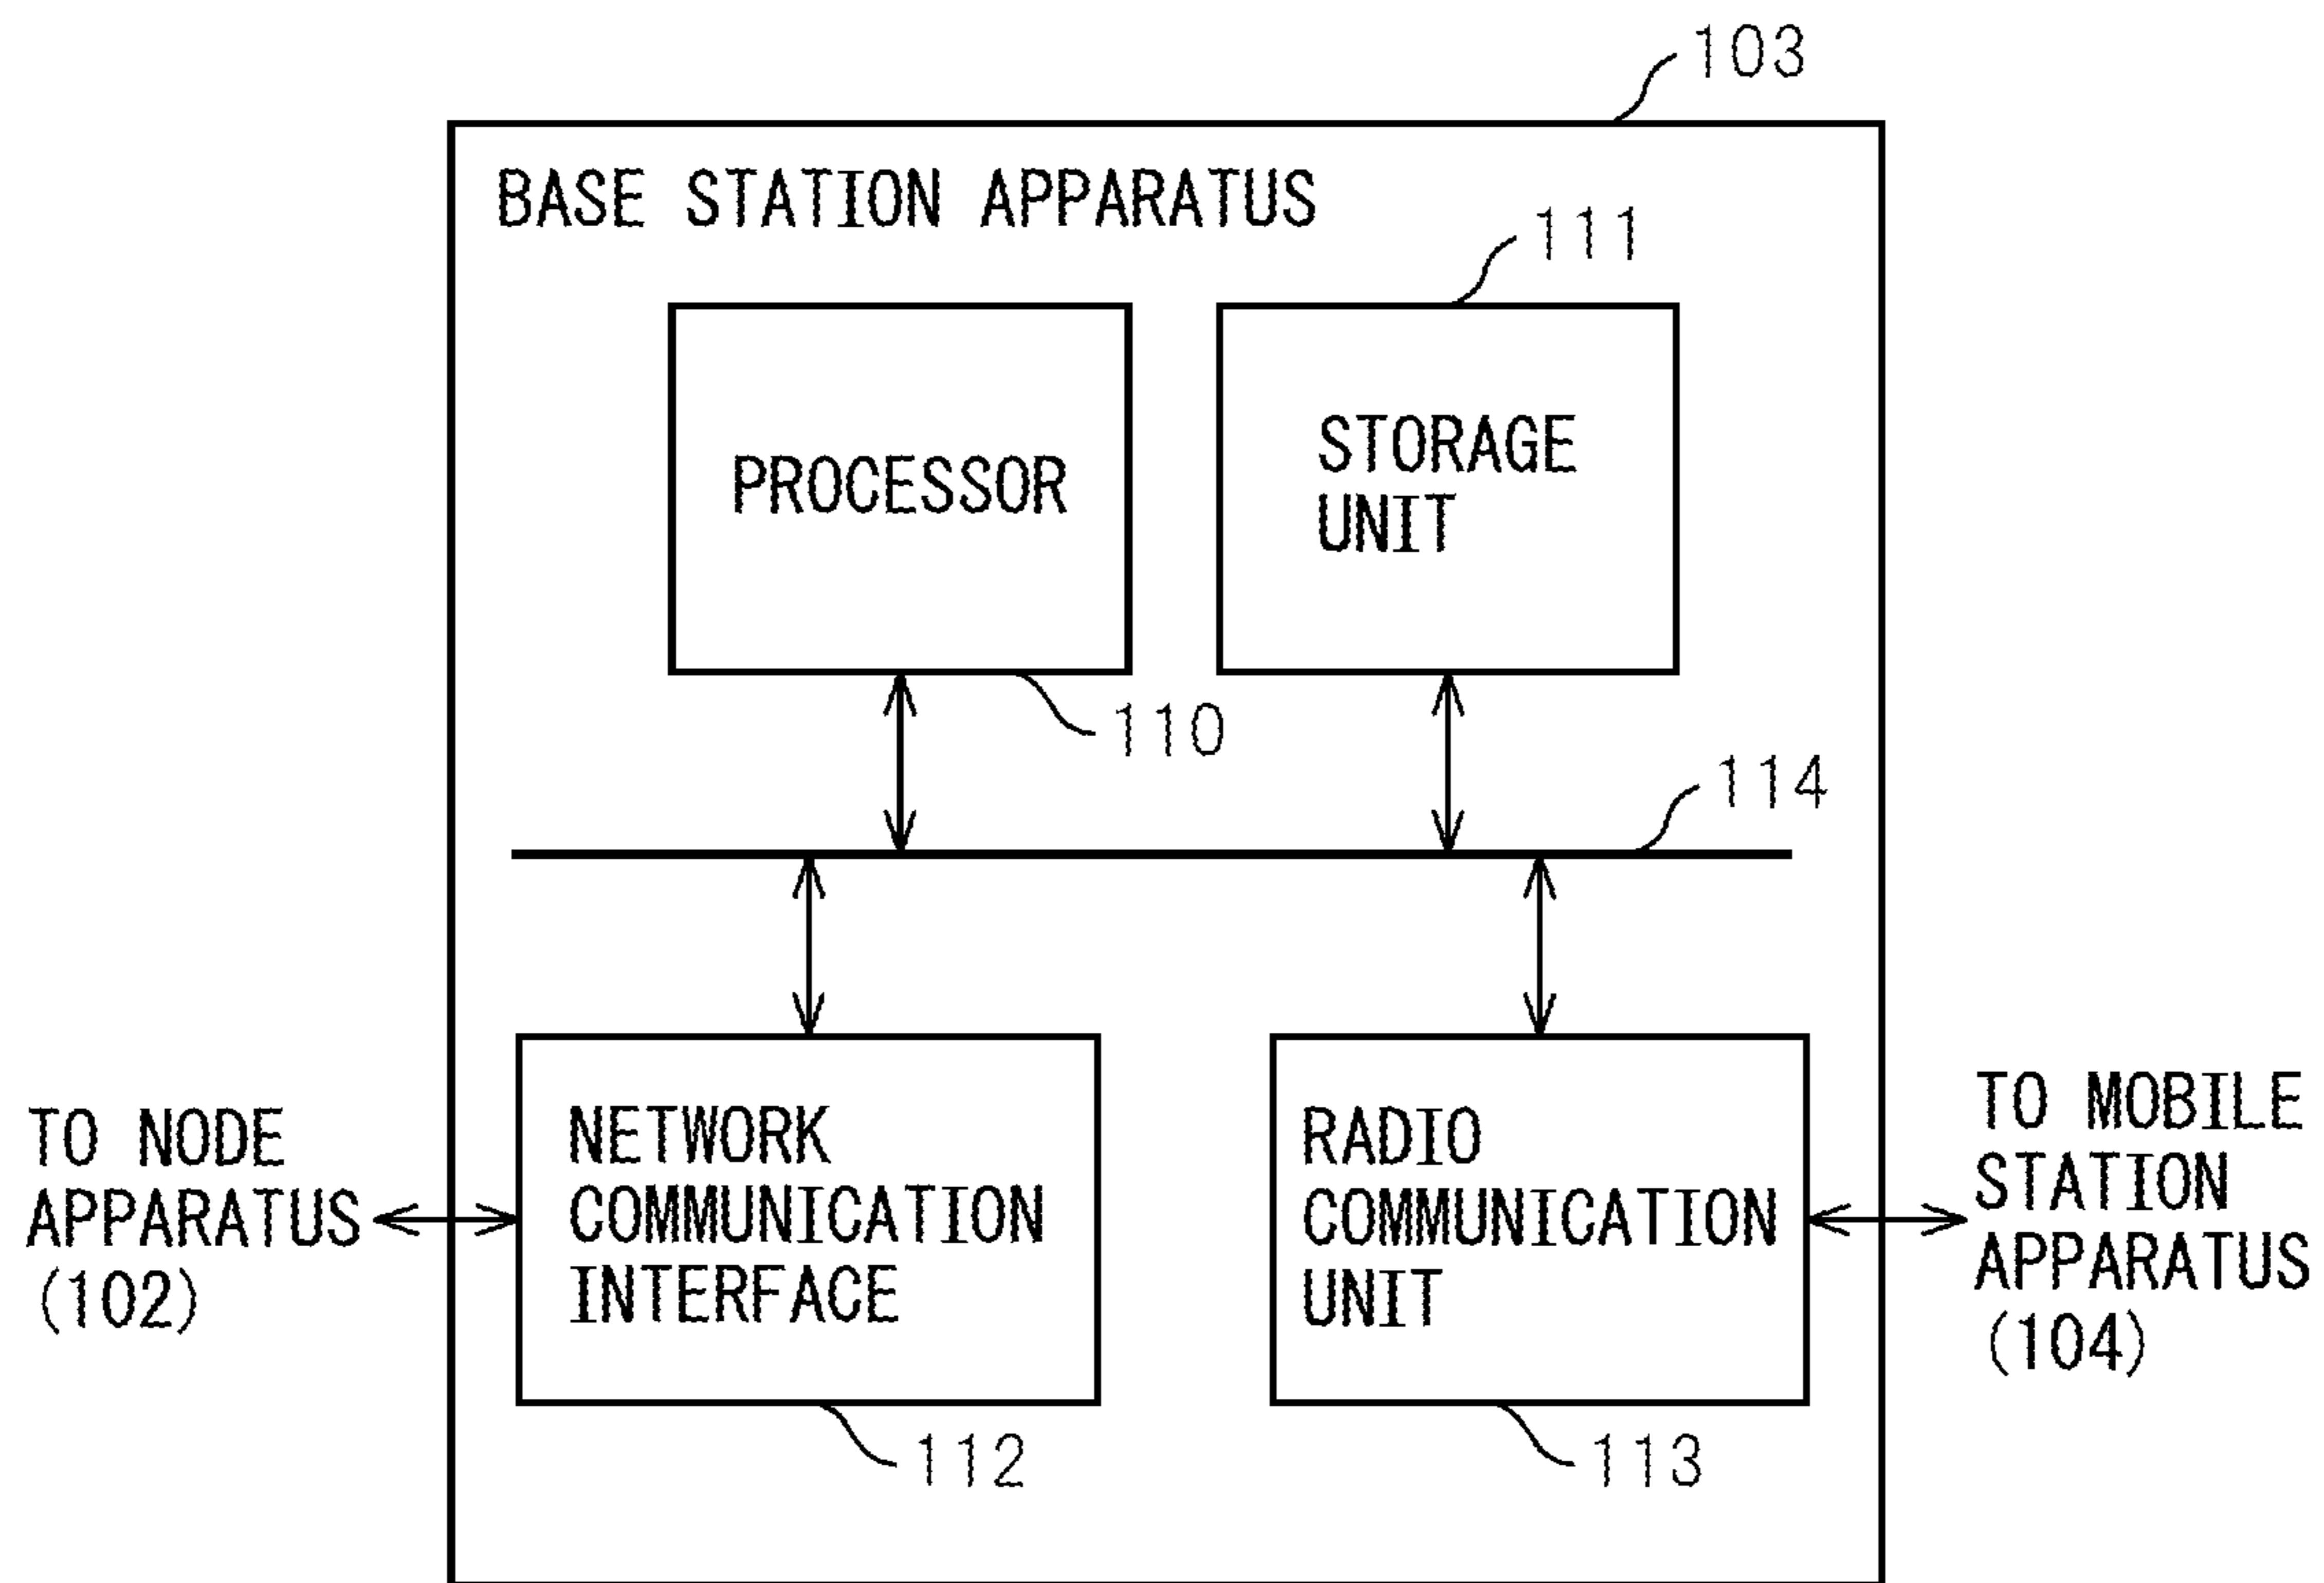 103
BASE STATION APPARATUS
111
PROCESSOR
STORAGE
UNIT
110
114
TO NODE
APPARATUS
(102)
NETWORK
COMMUNICATION
INTERFACE
RADIO
COMMUNICATION
UNIT
TO MOBILE
STATION
APPARATUS
(104)
112
113